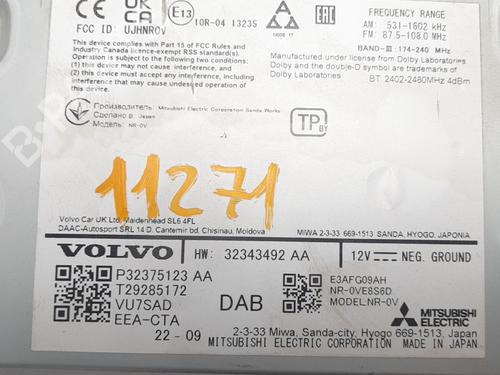 CE UK CA E13 10R-04 13235 EAC FREQUENCY RANGE
AM: 531-1602 kHz
FM: 87.5-108.0 MHz
FCC ID: UJHNR0V
BAND-III: 174-240 MHz
This device complies with Part 15 of FCC Rules and
Industry Canada licence-exempt RSS standard(s).
Operation is subject to the following two conditions:
(1) this device may not cause interference, and
(2) this device must accept any interference, including
interference that may cause undesired operation
of this device.
Manufactured under license from Dolby Laboratories.
Dolby and the double-D symbol are trademarks of
Dolby Laboratories.
BT 2402-2480MHz 4dBm
Производитель: Mitsubishi Electric Corporation Sanda Works
Сделано в: Japan
Модель: NR-0V
TP BY
11271
Volvo Car UK Ltd, Maidenhead SL6 4FL
DAAC-Autosport SRL 14 D. Cantemir bd. Chisinau, Moldova
MIWA 2-3-33 669-1513 SANDA, HYOGO, JAPONIA
VOLVO HW: 32343492 AA 12V NEG. GROUND
P32375123 AA
T29285172
VU7SAD
EEA-CTA
22-09
DAB
E3AFG09AH
NR-0VE8S6D
MODEL:NR-0V
MITSUBISHI
ELECTRIC
2-3-33 Miwa, Sanda-city, Hyogo 669-1513, Japan
MITSUBISHI ELECTRIC CORPORATION MADE IN JAPAN